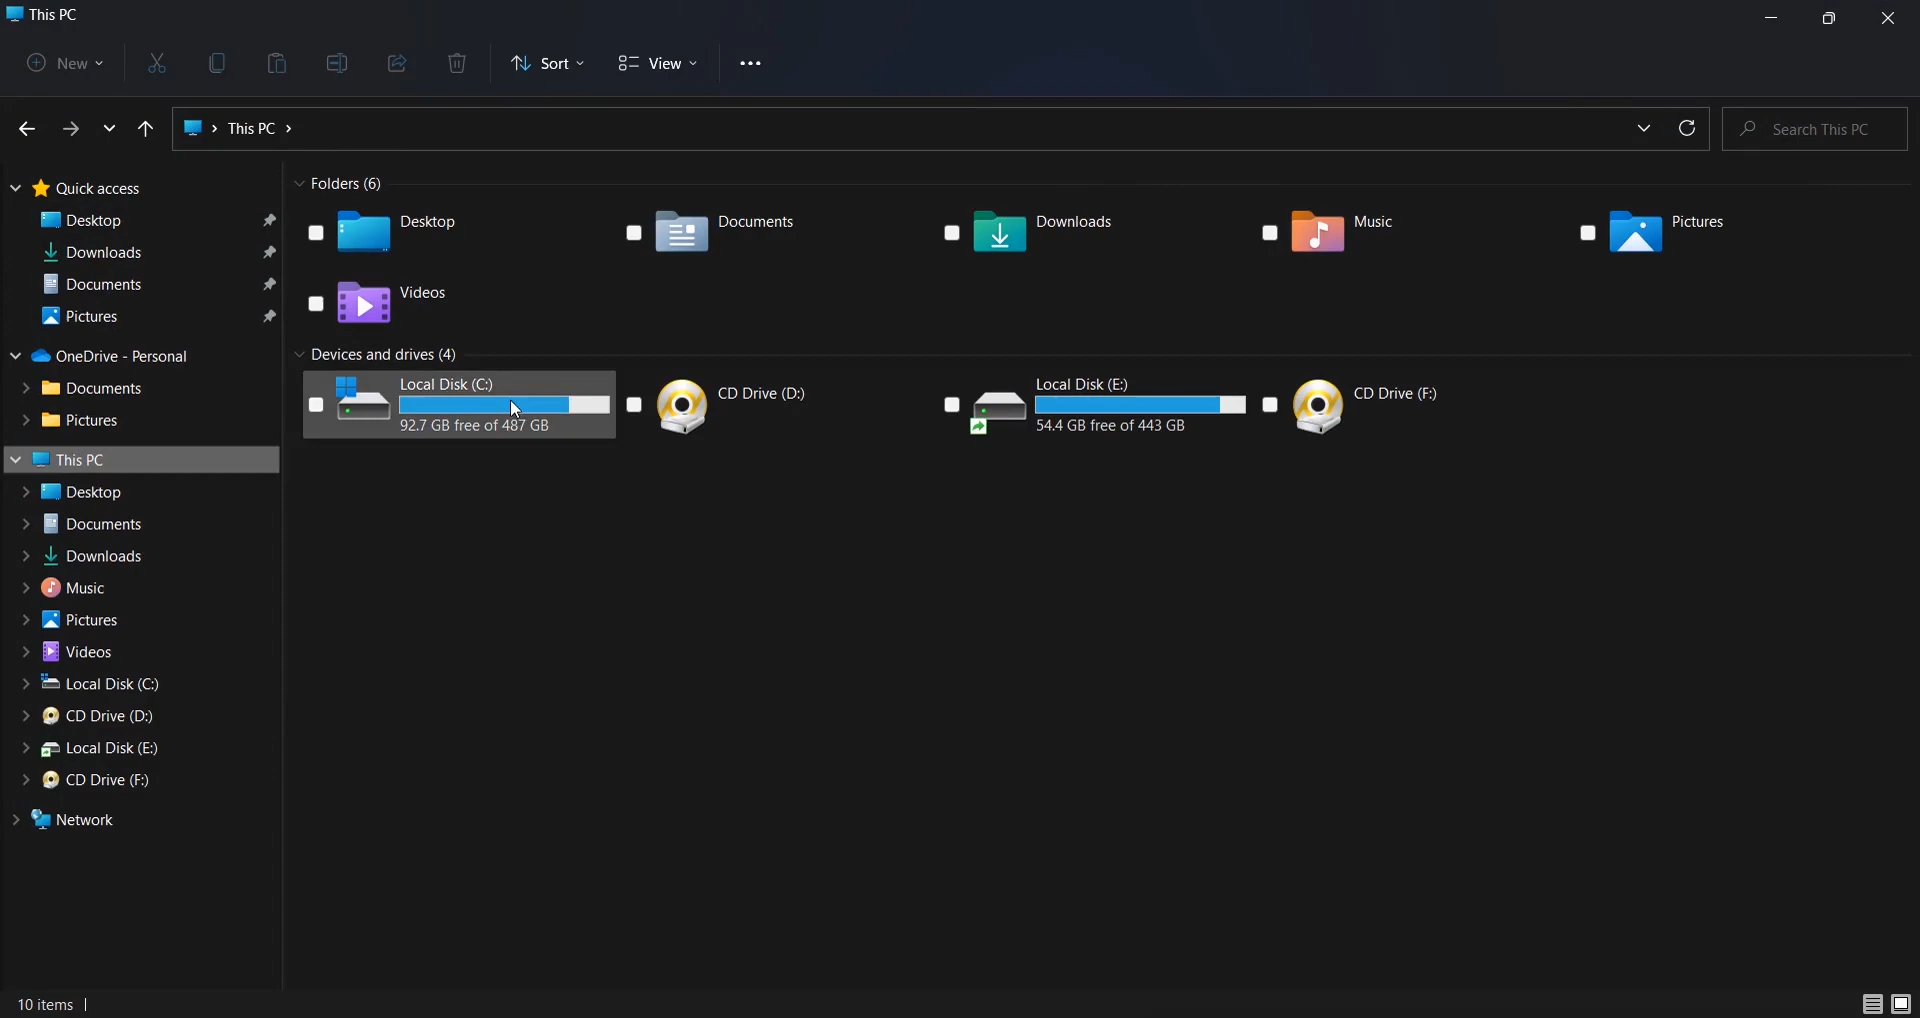 This PC
New
Sort
View
This PC
Search This PC
Quick access
Desktop
Downloads
Documents
Pictures
OneDrive - Personal
Documents
Pictures
This PC
Desktop
Documents
Downloads
Music
Pictures
Videos
Local Disk (C:)
CD Drive (D:)
Local Disk (E:)
CD Drive (F:)
Network
Folders (6)
Desktop
Documents
Downloads
Music
Pictures
Videos
Devices and drives (4)
Local Disk (C:)
92.7 GB free of 487 GB
CD Drive (D:)
Local Disk (E:)
54.4 GB free of 443 GB
CD Drive (F:)
10 items